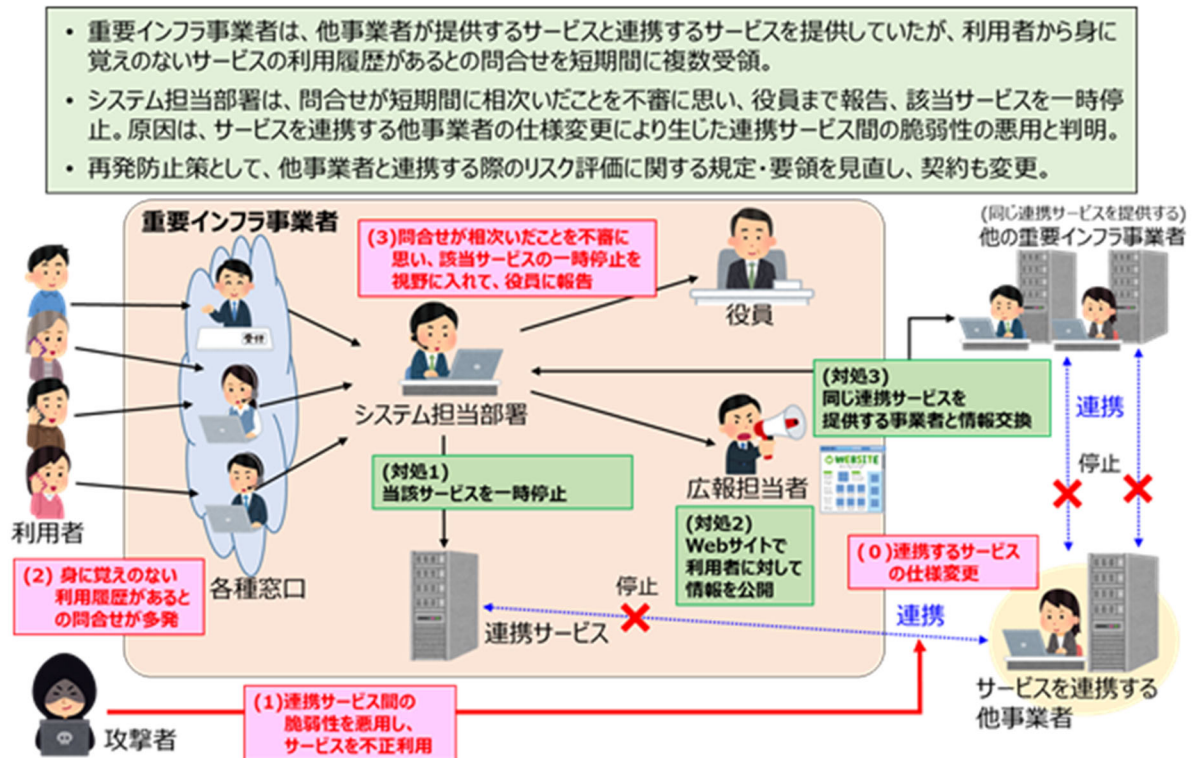 • 重要インフラ事業者は、他事業者が提供するサービスと連携するサービスを提供していたが、利用者から身に
覚えのないサービスの利用履歴があるとの問合せを短期間に複数受領。
• システム担当部署は、問合せが短期間に相次いだことを不審に思い、役員まで報告、該当サービスを一時停
止。原因は、サービスを連携する他事業者の仕様変更により生じた連携サービス間の脆弱性の悪用と判明。
• 再発防止策として、他事業者と連携する際のリスク評価に関する規定・要領を見直し、契約も変更。
重要インフラ事業者
(3)問合せが相次いだことを不審に
思い、該当サービスの一時停止を
視野に入れて、役員に報告
(同じ連携サービスを提供する)
他の重要インフラ事業者
受付
役員
システム担当部署
(対処3)
同じ連携サービスを
提供する事業者と情報交換
連携
停止
(対処1)
当該サービスを一時停止
広報担当者
WEBSITE
利用者
(2) 身に覚えのない
利用履歴があると
の問合せが多発
各種窓口
(対処2)
Webサイトで
利用者に対して
情報を公開
(0)連携するサービス
の仕様変更
停止
連携サービス
連携
サービスを連携する
他事業者
攻撃者
(1)連携サービス間の
脆弱性を悪用し、
サービスを不正利用